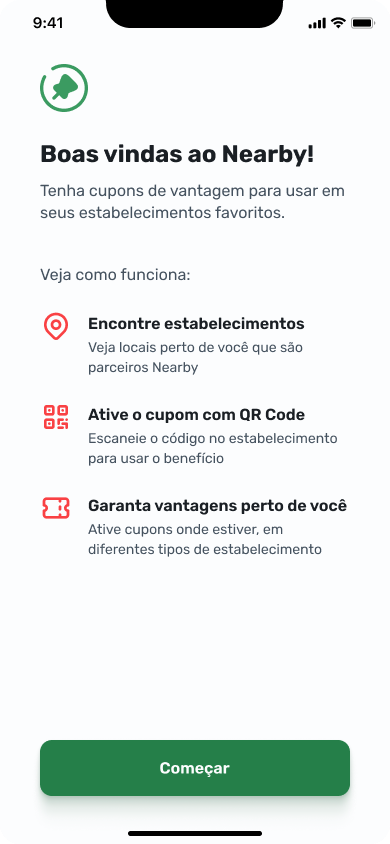 9:41
Boas vindas ao Nearby!
Tenha cupons de vantagem para usar em
seus estabelecimentos favoritos.
Veja como funciona:
Encontre estabelecimentos
Veja locais perto de você que são
parceiros Nearby
Ative o cupom com QR Code
Escaneie o código no estabelecimento
para usar o benefício
Garanta vantagens perto de você
Ative cupons onde estiver, em
diferentes tipos de estabelecimento
Começar